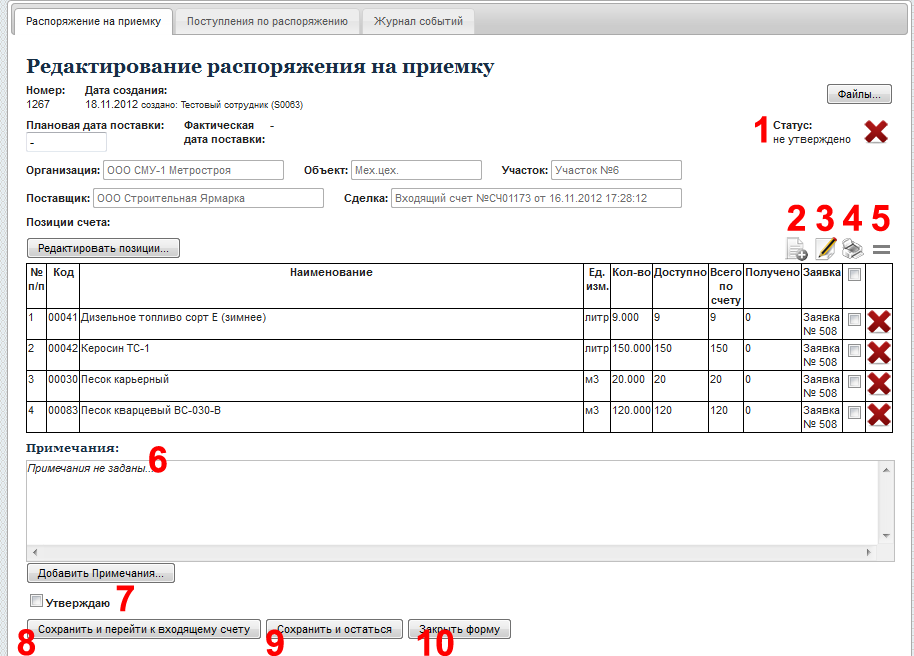 Распоряжение на приемку Поступления по распоряжению Журнал событий
Редактирование распоряжения на приемку
Номер: Дата создания:
1267 18.11.2012 создано: Тестовый сотрудник (S0063) Файлы...
Плановая дата поставки: Фактическая - 1 Статус:
- дата поставки: не утверждено
Организация: ООО СМУ-1 Метростроя Объект: Мех.цех. Участок: Участок №6
Поставщик: ООО Строительная Ярмарка Сделка: Входящий счет №СЧ01173 от 16.11.2012 17:28:12
Позиции счета: 2 3 4 5
Редактировать позиции...
№ Код Наименование Ед. Кол-во Доступно Всего Получено Заявка
п/п изм. по
счету
1 00041 Дизельное топливо сорт Е (зимнее) литр 9.000 9 9 0 Заявка
№ 508
2 00042 Керосин ТС-1 литр 150.000 150 150 0 Заявка
№ 508
3 00030 Песок карьерный м3 20.000 20 20 0 Заявка
№ 508
4 00083 Песок кварцевый ВС-030-В м3 120.000 120 120 0 Заявка
№ 508
Примечания: 6
Примечания не заданы...
Добавить Примечания...
Утверждаю 7
8 Сохранить и перейти к входящему счету 9 Сохранить и остаться 10 Закрыть форму